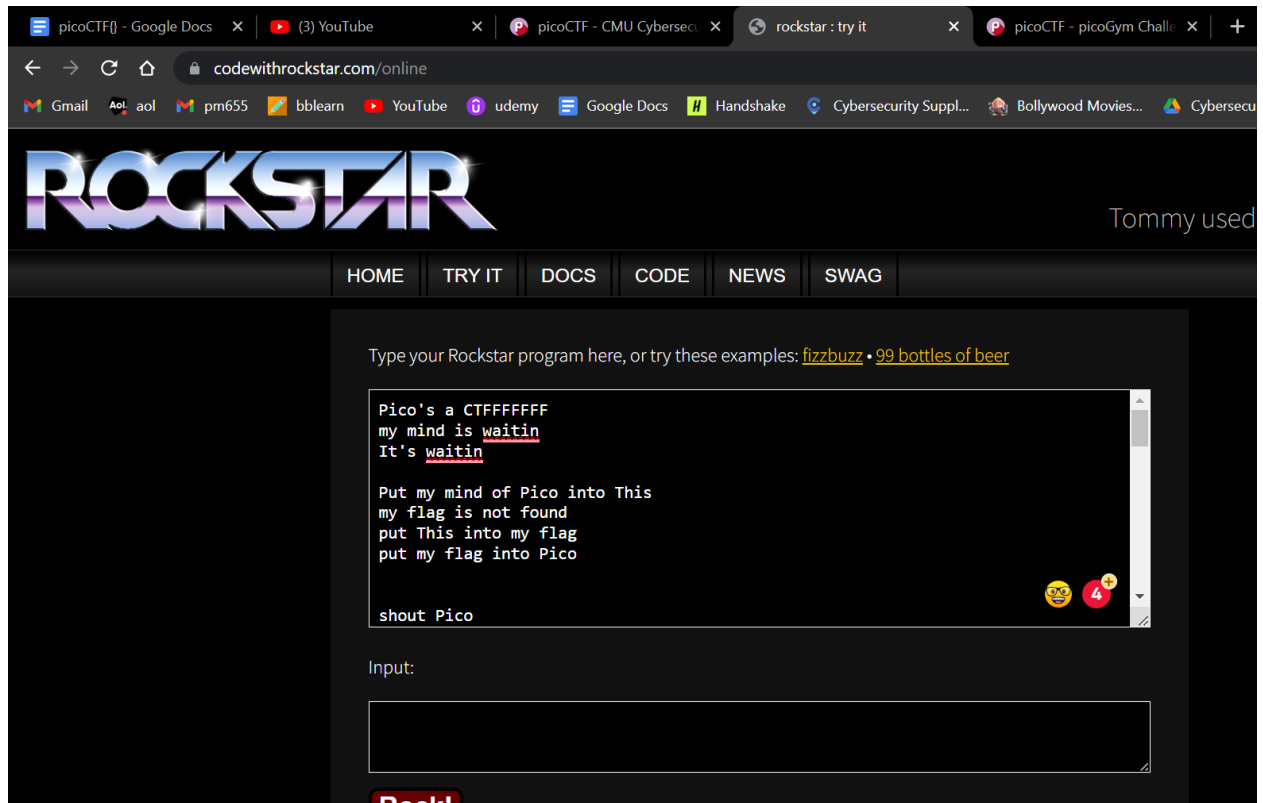 picoCTF{} - Google Docs
(3) YouTube
picoCTF - CMU Cybersecu
rockstar : try it
picoCTF - picoGym Challe
codewithrockstar.com/online
Gmail Aol. aol pm655 bblearn YouTube udemy Google Docs Handshake Cybersecurity Suppl... Bollywood Movies... Cybersecu
ROCKSTAR
Tommy used
HOME TRY IT DOCS CODE NEWS SWAG
Type your Rockstar program here, or try these examples: fizzbuzz • 99 bottles of beer
Pico's a CTFFFFFFF
my mind is waitin
It's waitin
Put my mind of Pico into This
my flag is not found
put This into my flag
put my flag into Pico
shout Pico
4
Input:
Rock!